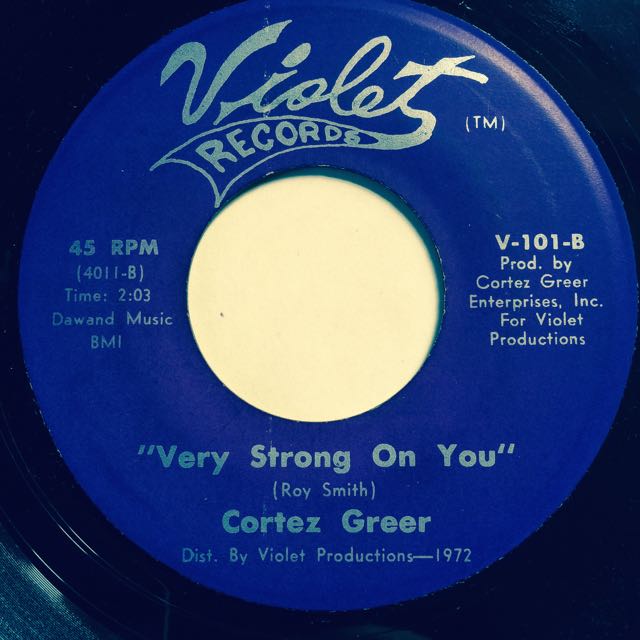 Violet
RECORDS
(TM)
45 RPM
(4011-B)
Time: 2:03
Dawand Music
BMI
V-101-B
Prod. by
Cortez Greer
Enterprises, Inc.
For Violet
Productions
"Very Strong On You"
(Roy Smith)
Cortez Greer
Dist. By Violet Productions—1972